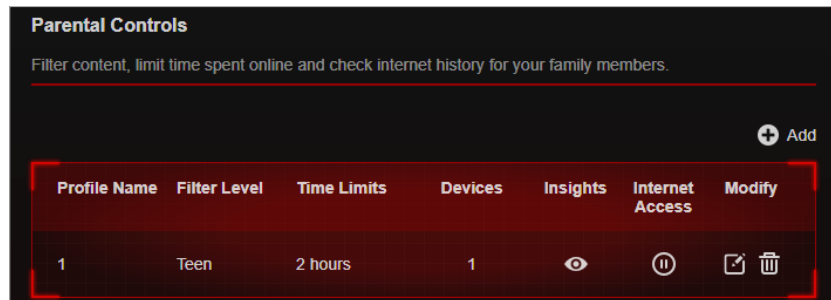 Parental Controls
Filter content, limit time spent online and check internet history for your family members.
Add
Profile Name Filter Level Time Limits Devices Insights Internet Access Modify
1 Teen 2 hours 1